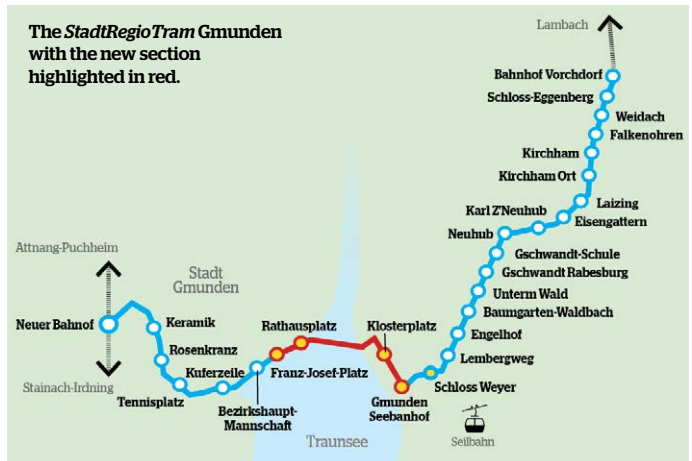 The StadtRegioTram Gmunden
with the new section
highlighted in red.
Lambach
Bahnhof Vorchdorf
Schloss-Eggenberg
Weidach
Falkenohren
Kirchham
Kirchham Ort
Laizing
Karl Z'Neuhub
Eisengattern
Neuhub
Gschwandt-Schule
Gschwandt Rabesburg
Unterm Wald
Baumgarten-Waldbach
Engelhof
Lembergweg
Schloss Weyer
Attnang-Puchheim
Stadt
Gmunden
Neuer Bahnof
Keramik
Rosenkranz
Stainach-Irdning
Tennisplatz
Kuferzeile
Bezirkshaupt-
Mannschaft
Rathausplatz
Franz-Josef-Platz
Klosterplatz
Gmunden
Seebanhof
Traunsee
Seilbahn